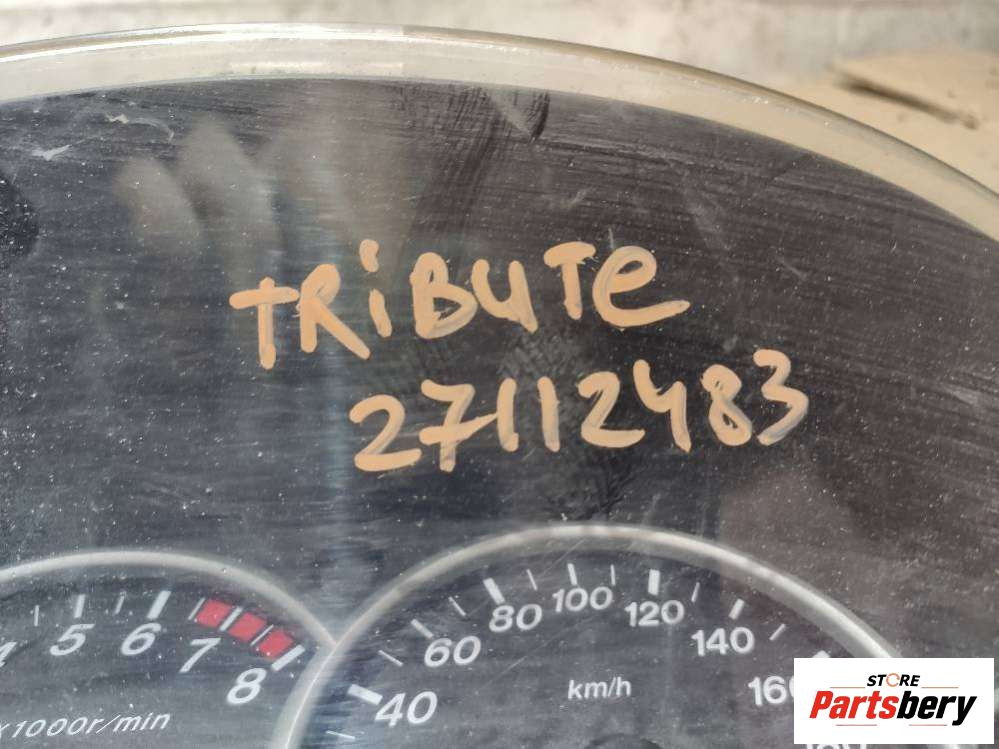 TRiBUTe
27112483
5 6 7 8
x1000r/min
40 60 80 100 120 140
km/h
STORE
Partsbery